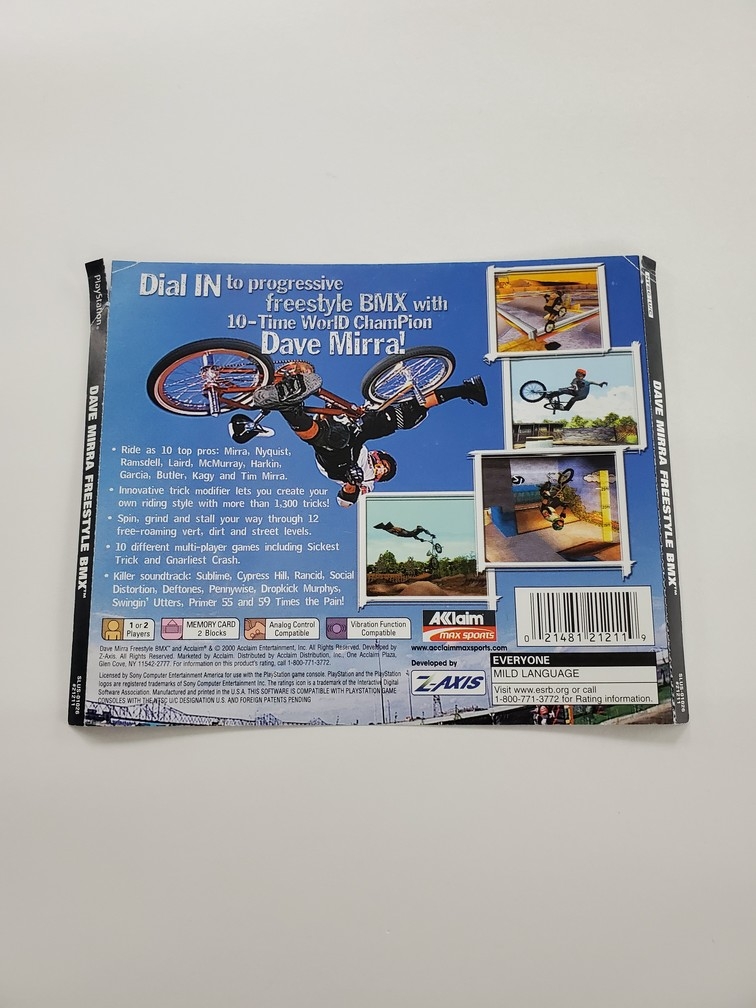 Dial IN to progressive
freestyle BMX with
10-Time WorlD ChamPion
Dave Mirra!
• Ride as 10 top pros: Mirra, Nyquist,
Ramsdell, Laird, McMurray, Harkin,
Garcia, Butler, Kagy and Tim Mirra.
• Innovative trick modifier lets you create your
own riding style with more than 1,300 tricks!
• Spin, grind and stall your way through 12
free-roaming vert, dirt and street levels.
• 10 different multi-player games including Sickest
Trick and Gnarliest Crash.
• Killer soundtrack: Sublime, Cypress Hill, Rancid, Social
Distortion, Deftones, Pennywise, Dropkick Murphys,
Swingin' Utters, Primer 55 and 59 Times the Pain!
1 or 2
Players
MEMORY CARD
2 Blocks
Analog Control
Compatible
Vibration Function
Compatible
Dave Mirra Freestyle BMX™ and Acclaim® & © 2000 Acclaim Entertainment, Inc. All Rights Reserved. Developed by
Z-Axis. All Rights Reserved. Marketed by Acclaim. Distributed by Acclaim Distribution, Inc., One Acclaim Plaza,
Glen Cove, NY 11542-2777. For information on this product's rating, call 1-800-771-3772.
Licensed by Sony Computer Entertainment America for use with the PlayStation game console. PlayStation and the PlayStation
logos are registered trademarks of Sony Computer Entertainment Inc. The ratings icon is a trademark of the Interactive Digital
Software Association. Manufactured and printed in the U.S.A. THIS SOFTWARE IS COMPATIBLE WITH PLAYSTATION GAME
CONSOLES WITH THE NTSC U/C DESIGNATION U.S. AND FOREIGN PATENTS PENDING
AKKlaim
MAX SPORTS
www.acclaimmaxsports.com
Developed by
Z-AXIS
0 21481 21211 9
EVERYONE
MILD LANGUAGE
Visit www.esrb.org or call
1-800-771-3772 for Rating information.
PlayStation
DAVE MIRRA FREESTYLE BMX™
SLUS-01026
DAVE MIRRA FREESTYLE BMX™
SLUS-01026